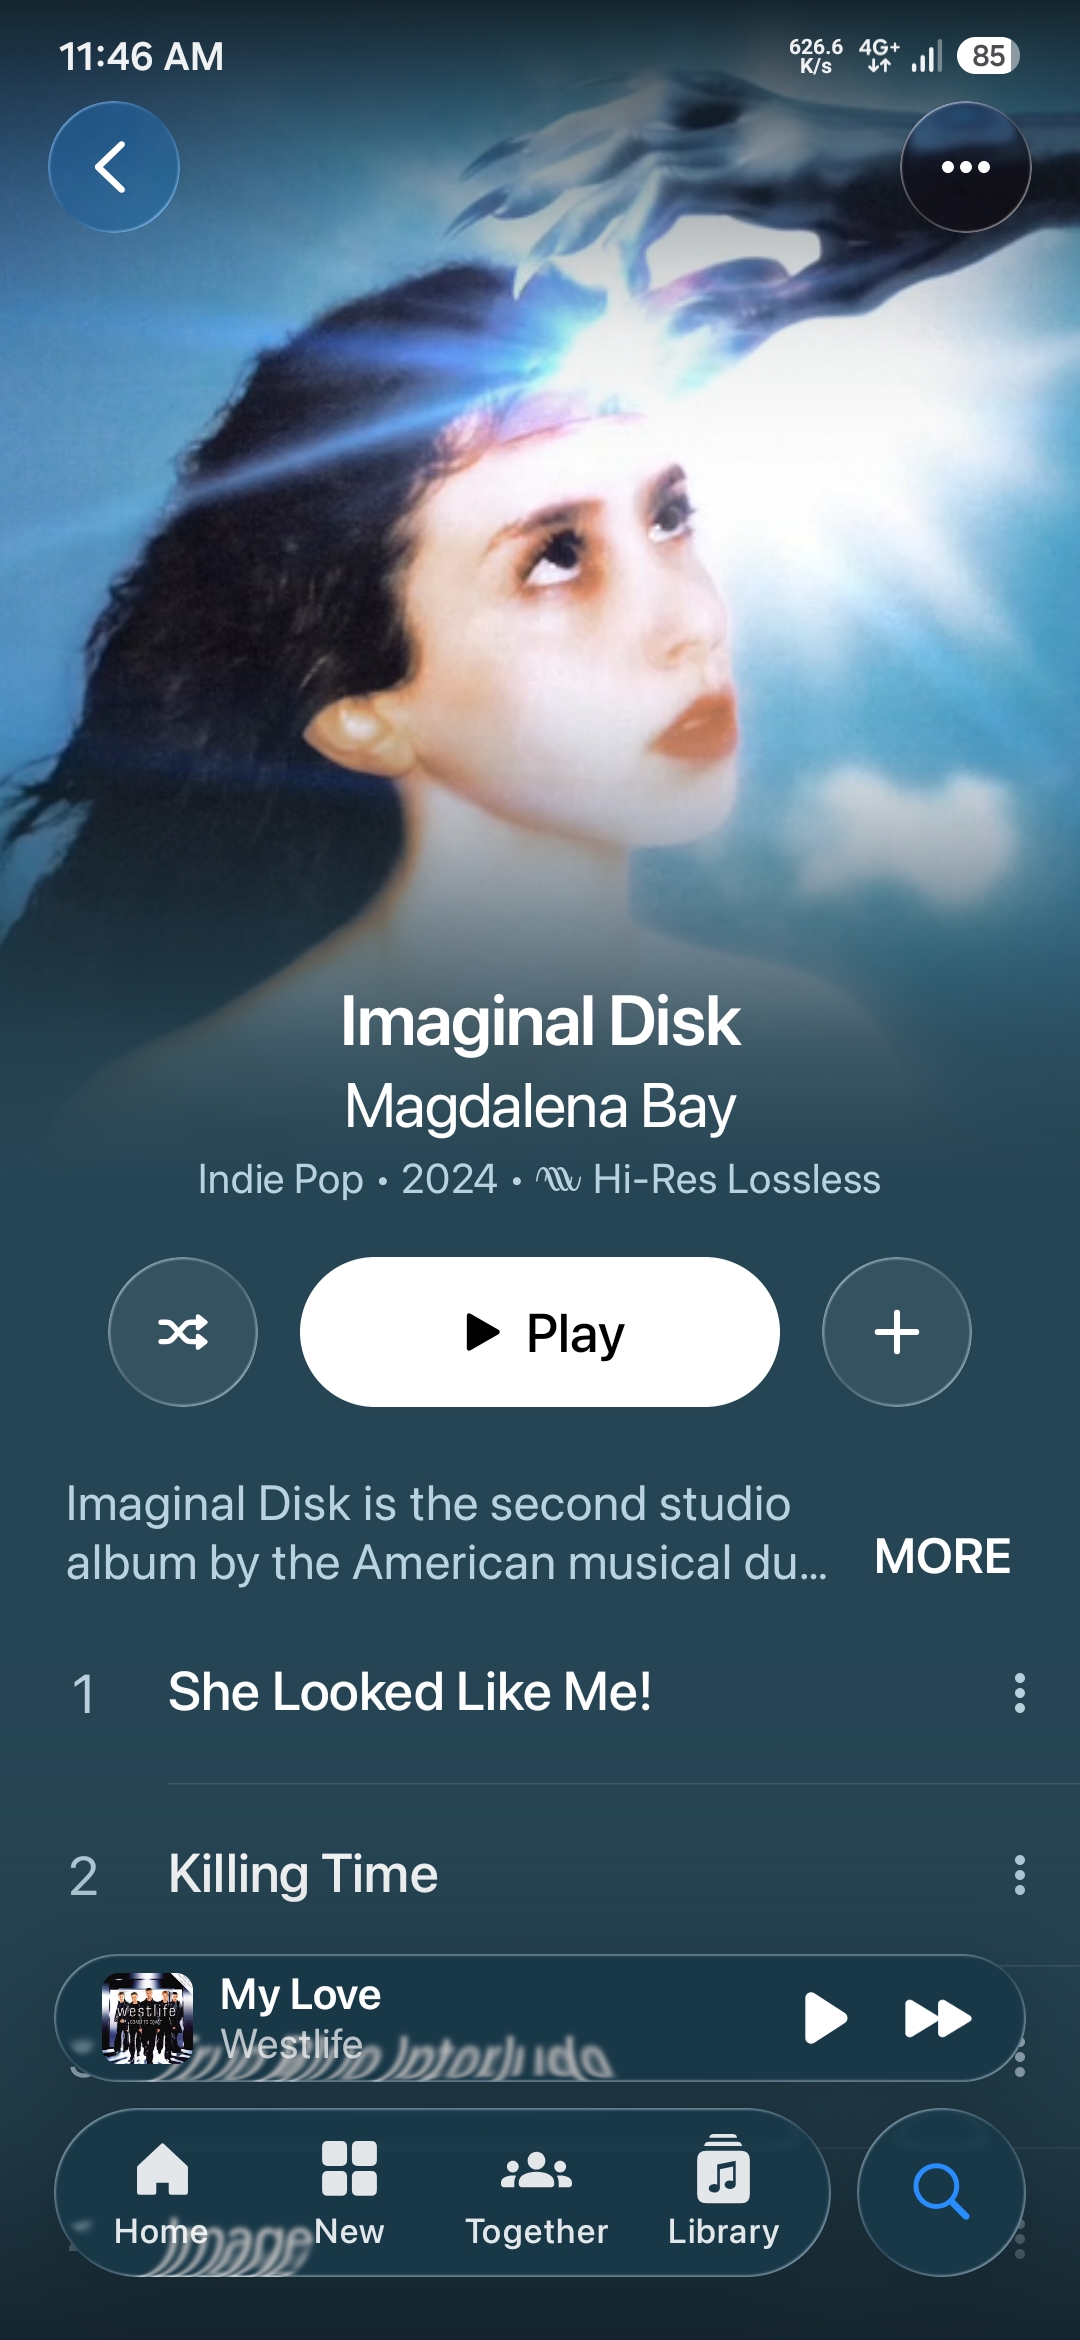 11:46 AM
626.6 K/s
4G+
85
Imaginal Disk
Magdalena Bay
Indie Pop • 2024 • Hi-Res Lossless
Play
Imaginal Disk is the second studio
album by the American musical du...
MORE
1 She Looked Like Me!
2 Killing Time
westlife
My Love
Westlife
Image
Home
New
Together
Library